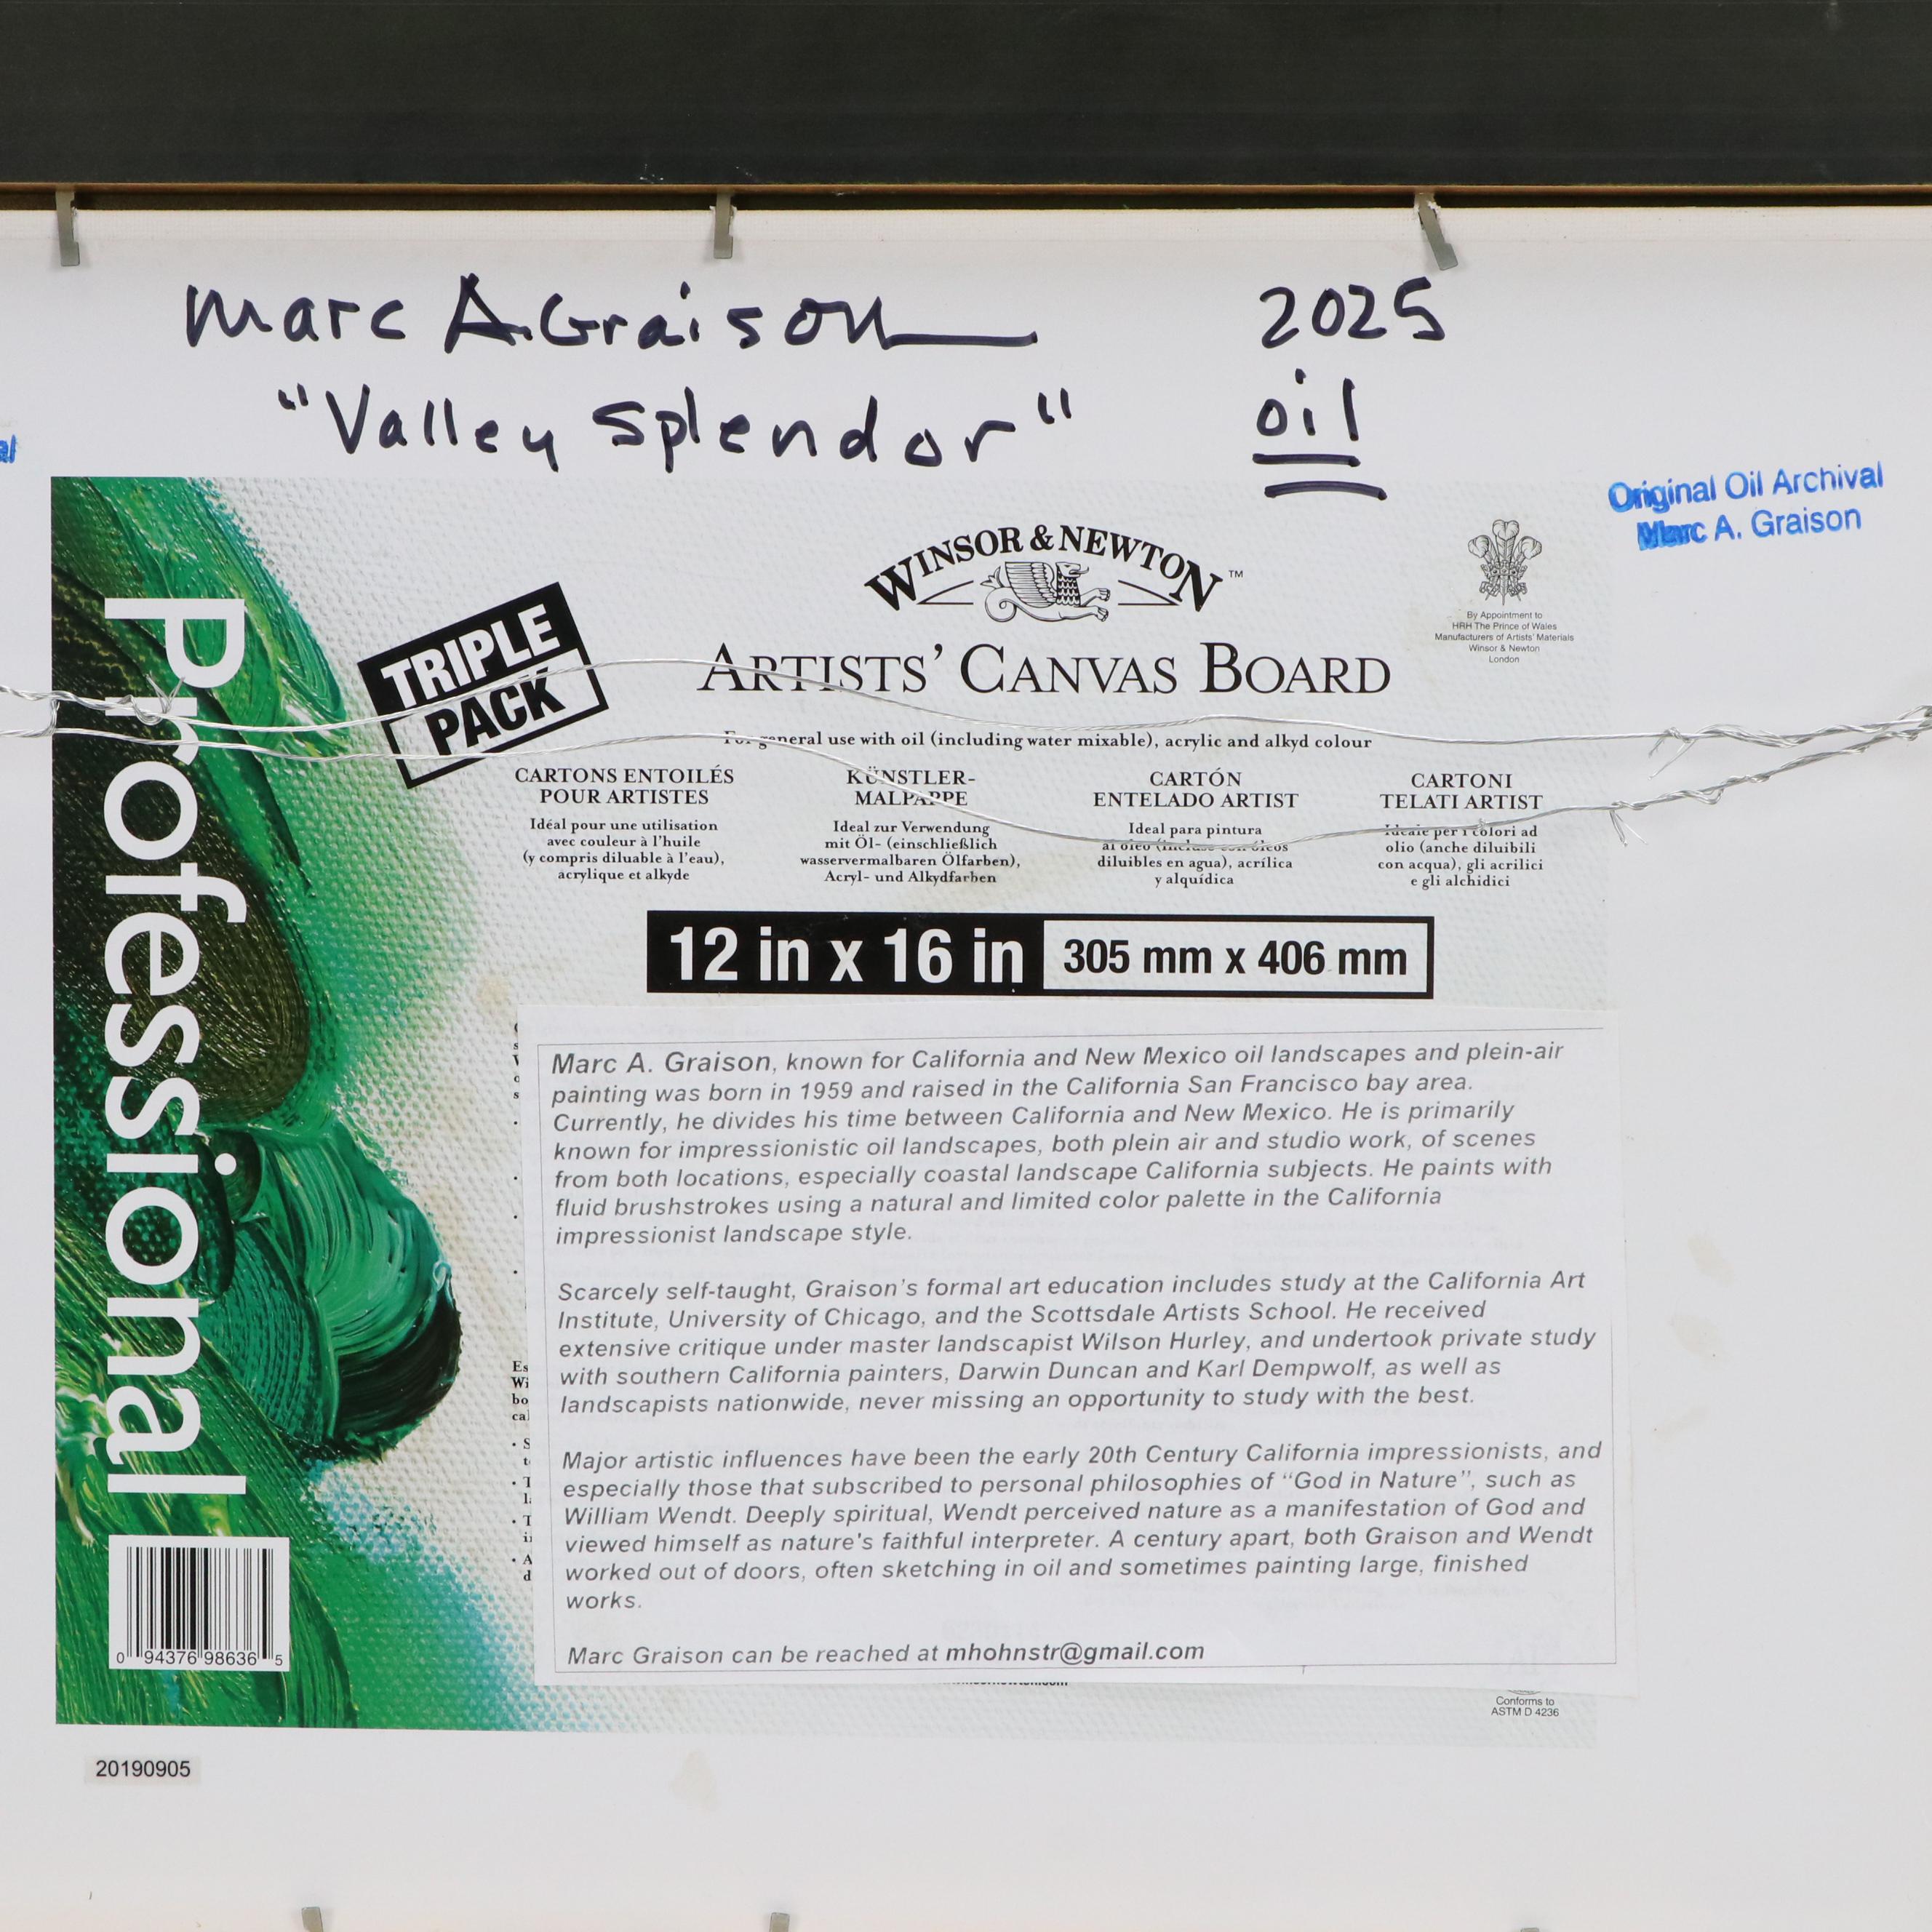 Marc A. Graison 2025
"Valley Splendor" oil
al
Original Oil Archival
Marc A. Graison
Professional
TRIPLE
PACK
WINSOR & NEWTON™
ARTISTS' CANVAS BOARD
By Appointment to
HRH The Prince of Wales
Manufacturers of Artists' Materials
Winsor & Newton
London
For general use with oil (including water mixable), acrylic and alkyd colour
CARTONS ENTOILÉS
POUR ARTISTES
Idéal pour une utilisation
avec couleur à l'huile
(y compris diluable à l'eau),
acrylique et alkyde
KÜNSTLER-
MALPAPPE
Ideal zur Verwendung
mit Öl- (einschließlich
wasservermalbaren Ölfarben),
Acryl- und Alkydfarben
CARTÓN
ENTELADO ARTIST
Ideal para pintura
al óleo (incluso con óleos
diluibles en agua), acrílica
y alquídica
CARTONI
TELATI ARTIST
Ideale per i colori ad
olio (anche diluibili
con acqua), gli acrilici
e gli alchidici
12 in x 16 in 305 mm x 406 mm
Marc A. Graison, known for California and New Mexico oil landscapes and plein-air
painting was born in 1959 and raised in the California San Francisco bay area.
Currently, he divides his time between California and New Mexico. He is primarily
known for impressionistic oil landscapes, both plein air and studio work, of scenes
from both locations, especially coastal landscape California subjects. He paints with
fluid brushstrokes using a natural and limited color palette in the California
impressionist landscape style.
Scarcely self-taught, Graison's formal art education includes study at the California Art
Institute, University of Chicago, and the Scottsdale Artists School. He received
extensive critique under master landscapist Wilson Hurley, and undertook private study
with southern California painters, Darwin Duncan and Karl Dempwolf, as well as
landscapists nationwide, never missing an opportunity to study with the best.
Major artistic influences have been the early 20th Century California impressionists, and
especially those that subscribed to personal philosophies of "God in Nature", such as
William Wendt. Deeply spiritual, Wendt perceived nature as a manifestation of God and
viewed himself as nature's faithful interpreter. A century apart, both Graison and Wendt
worked out of doors, often sketching in oil and sometimes painting large, finished
works.
Marc Graison can be reached at mhohnstr@gmail.com
Es
Wi
bo
cal
0 94376 98636 5
Conforms to
ASTM D 4236
20190905